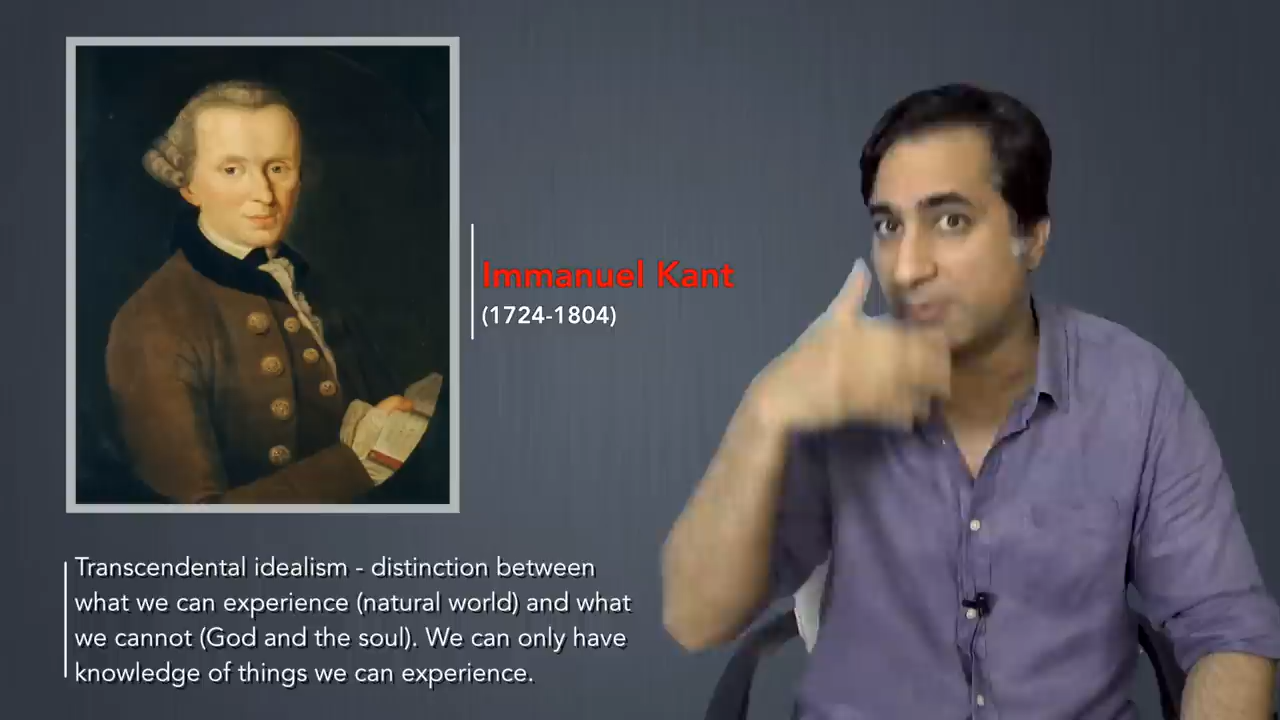 Immanuel Kant
(1724-1804)
Transcendental idealism - distinction between
what we can experience (natural world) and what
we cannot (God and the soul). We can only have
knowledge of things we can experience.